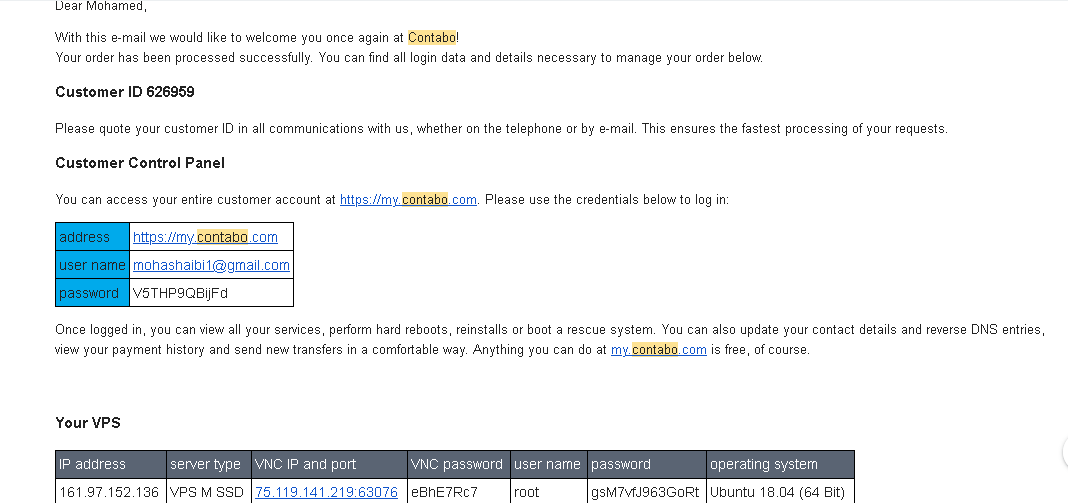 Dear Mohamed,
With this e-mail we would like to welcome you once again at Contabo!
Your order has been processed successfully. You can find all login data and details necessary to manage your order below.
Customer ID 626959
Please quote your customer ID in all communications with us, whether on the telephone or by e-mail. This ensures the fastest processing of your requests.
Customer Control Panel
You can access your entire customer account at https://my.contabo.com. Please use the credentials below to log in:
address https://my.contabo.com
user name mohashaibi1@gmail.com
password V5THP9QBijFd
Once logged in, you can view all your services, perform hard reboots, reinstalls or boot a rescue system. You can also update your contact details and reverse DNS entries,
view your payment history and send new transfers in a comfortable way. Anything you can do at my.contabo.com is free, of course.
Your VPS
IP address server type VNC IP and port VNC password user name password operating system
161.97.152.136 VPS M SSD 75.119.141.219:63076 eBhE7Rc7 root gsM7vfJ963GoRt Ubuntu 18.04 (64 Bit)